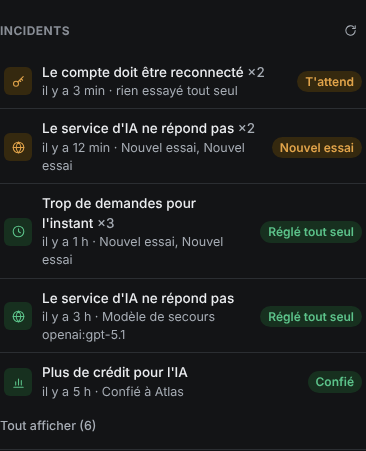 INCIDENTS
Le compte doit être reconnecté ×2
il y a 3 min · rien essayé tout seul
T'attend
Le service d'IA ne répond pas ×2
il y a 12 min · Nouvel essai, Nouvel
essai
Nouvel essai
Trop de demandes pour
l'instant ×3
il y a 1 h · Nouvel essai, Nouvel
essai
Réglé tout seul
Le service d'IA ne répond pas
il y a 3 h · Modèle de secours
openai:gpt-5.1
Réglé tout seul
Plus de crédit pour l'IA
il y a 5 h · Confié à Atlas
Confié
Tout afficher (6)